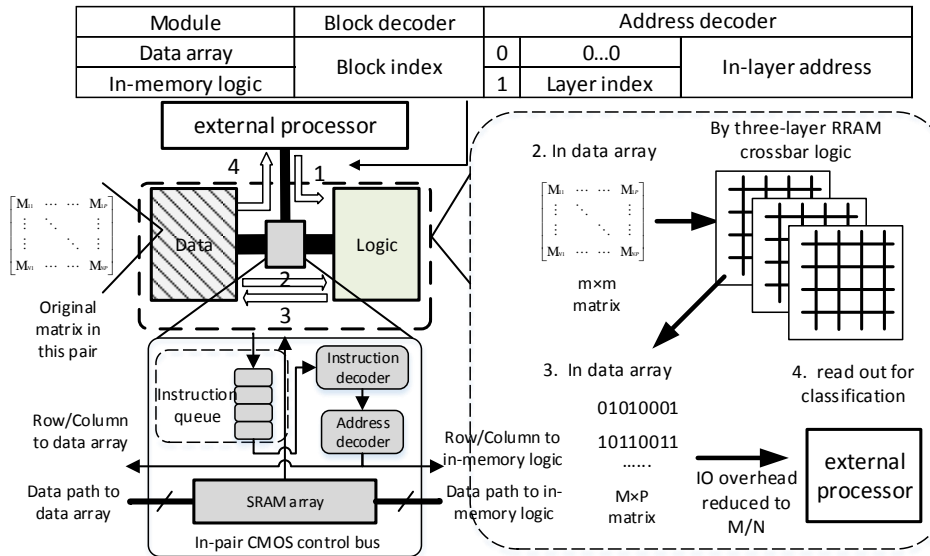 Module Block decoder Address decoder
Data array Block index 0 0...0 In-layer address
In-memory logic 1 Layer index
external processor
4 1
Data Logic
2
3
Original
matrix in
this pair
Instruction
queue
Instruction
decoder
Address
decoder
Row/Column
to data array
Row/Column to
in-memory logic
Data path to
data array
SRAM array
Data path to in-
memory logic
In-pair CMOS control bus
By three-layer RRAM
crossbar logic
2. In data array
m×m
matrix
3. In data array
01010001
10110011
......
M×P
matrix
4. read out for
classification
IO overhead
reduced to
M/N
external
processor